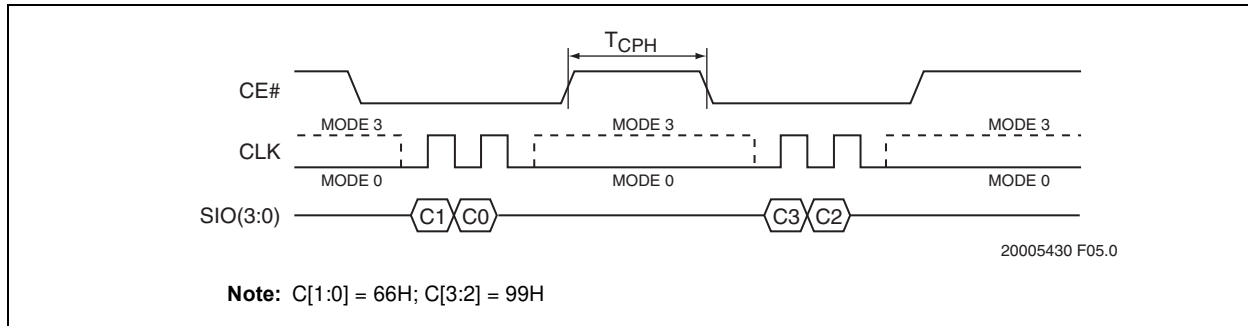 TCPH
CE#
MODE 3 MODE 3 MODE 3
CLK
MODE 0 MODE 0 MODE 0
SIO(3:0) C1 C0 C3 C2
20005430 F05.0
Note: C[1:0] = 66H; C[3:2] = 99H